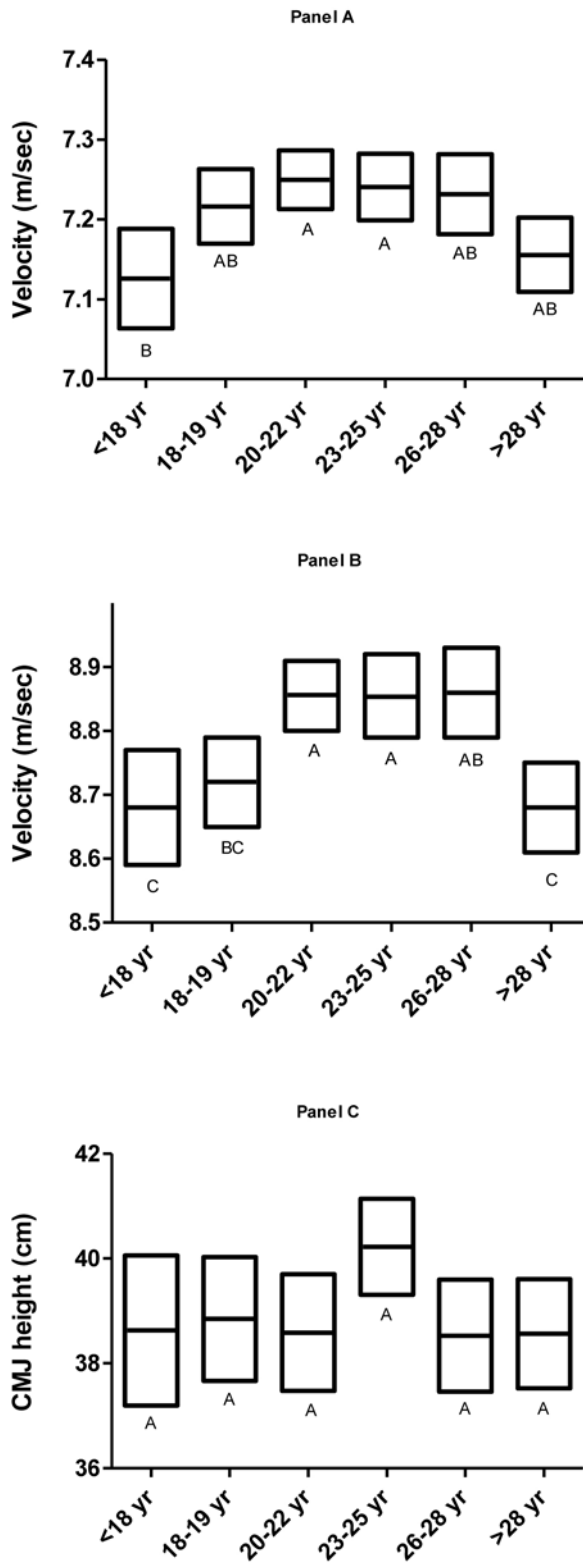 Panel A
Velocity (m/sec)
7.4
7.3
7.2
7.1
7.0
B
AB
A
A
AB
AB
<18 yr
18-19 yr
20-22 yr
23-25 yr
26-28 yr
>28 yr
Panel B
Velocity (m/sec)
8.9
8.8
8.7
8.6
8.5
C
BC
A
A
AB
C
<18 yr
18-19 yr
20-22 yr
23-25 yr
26-28 yr
>28 yr
Panel C
CMJ height (cm)
42
40
38
36
A
A
A
A
A
A
<18 yr
18-19 yr
20-22 yr
23-25 yr
26-28 yr
>28 yr